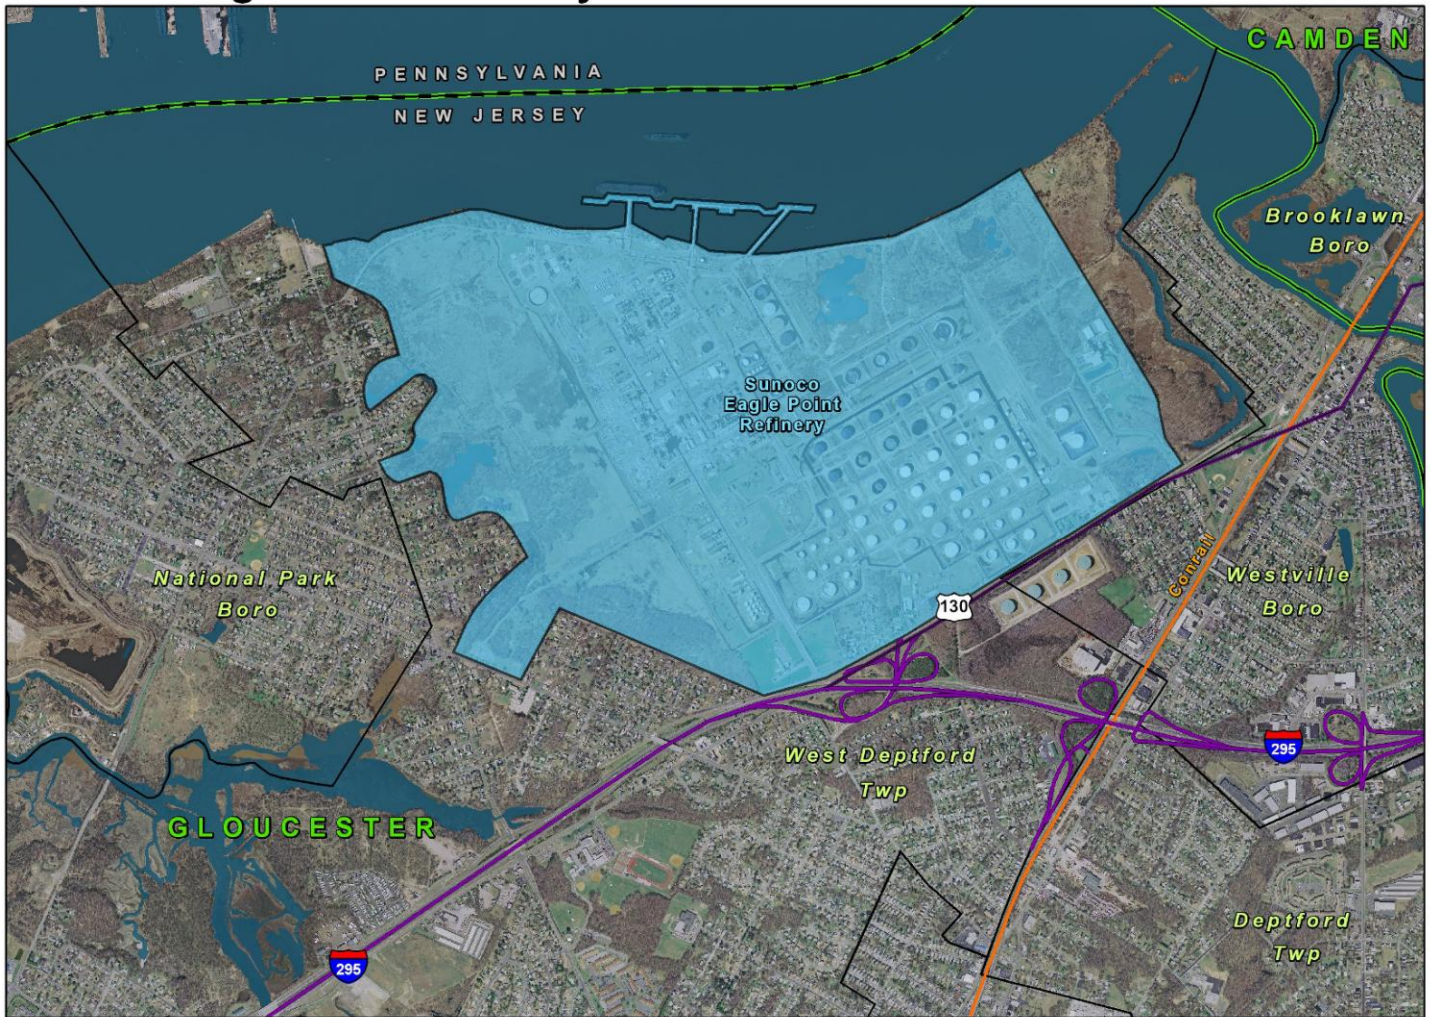 CAMDEN
PENNSYLVANIA
NEW JERSEY
Brooklawn
Boro
Sunoco
Eagle Point
Refinery
Conrail
National Park
Boro
Westville
Boro
130
West Deptford
Twp
295
GLOUCESTER
Deptford
Twp
295